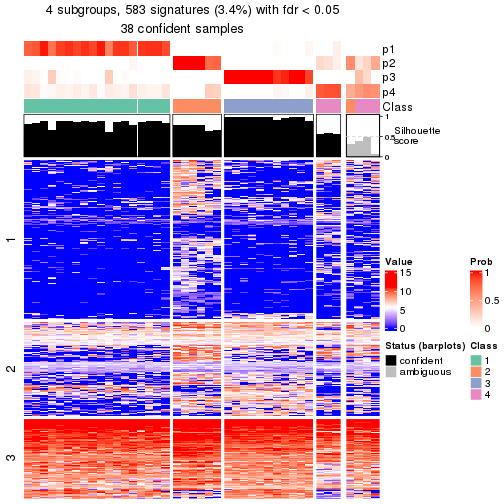 4 subgroups, 583 signatures (3.4%) with fdr < 0.05
38 confident samples
p1
p2
p3
p4
Class
1
0.5
0
Silhouette
score
1
2
3
Value
15
10
5
0
Prob
1
0.5
0
Status (barplots)
confident
ambiguous
Class
1
2
3
4